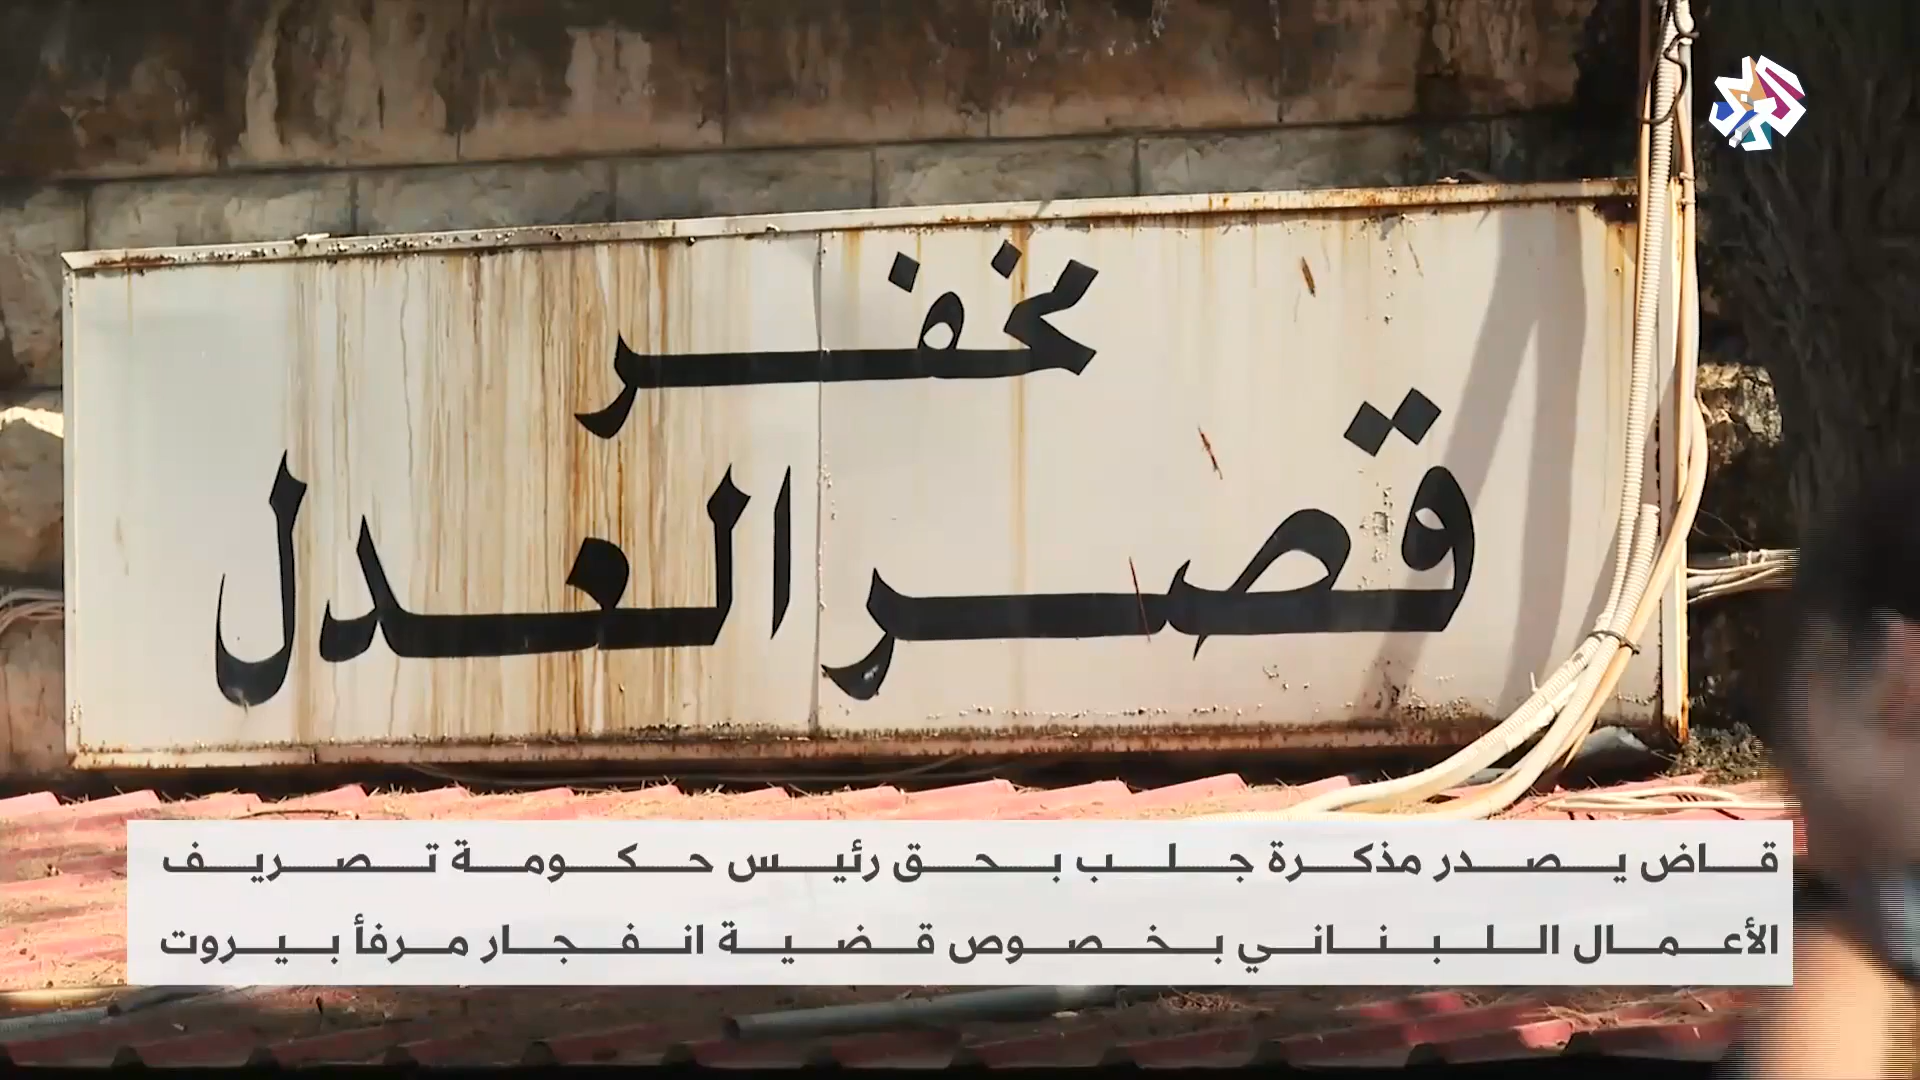 مخفر
قصر العدل
قاض يصدر مذكرة جلب بحق رئيس حكومة تصريف
الأعمال اللبناني بخصوص قضية انفجار مرفأ بيروت